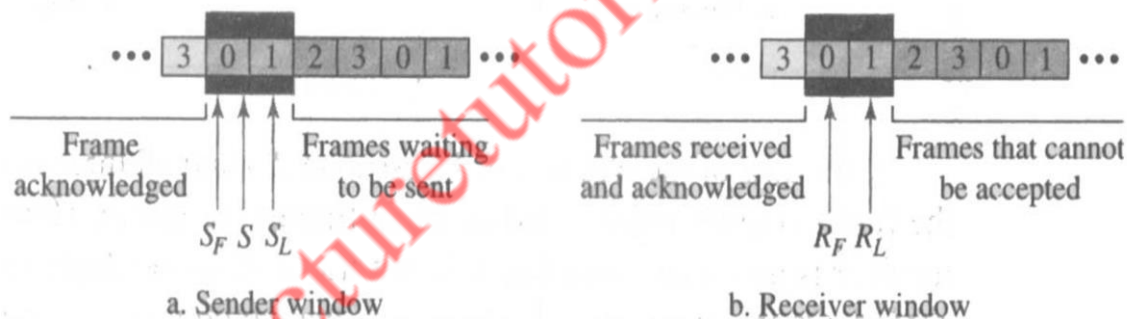 ... 3 0 1 2 3 0 1 ...
Frame
acknowledged
Frames waiting
to be sent
S_F S S_L
a. Sender window
... 3 0 1 2 3 0 1 ...
Frames received
and acknowledged
Frames that cannot
be accepted
R_F R_L
b. Receiver window
cturetutor